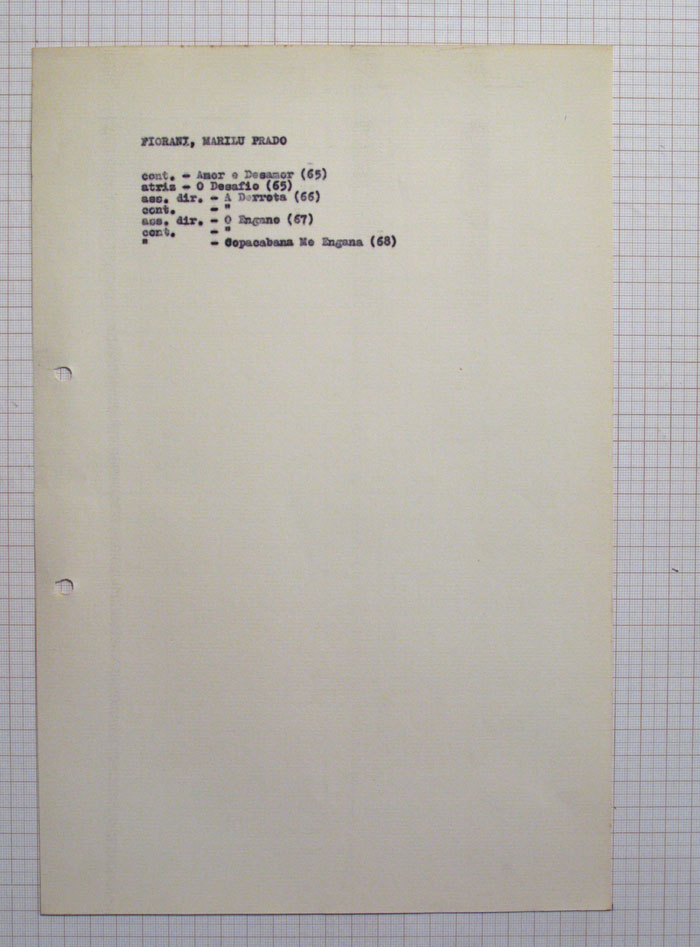 FIORANI, MARILU PRADO
cont. - Amor e Desamor (65)
atriz - O Desafio (65)
ass. dir. - A Derrota (66)
cont. - "
ass. dir. - O Engano (67)
cont. - "
" - Copacabana Me Engana (68)